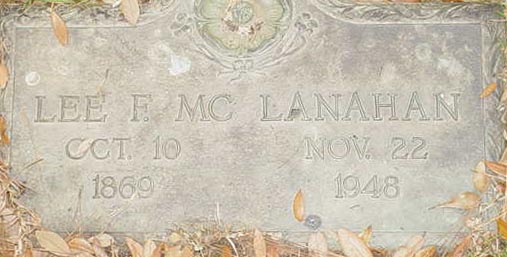 LEE F. MC LANAHAN
OCT. 10 NOV. 22
1869 1948